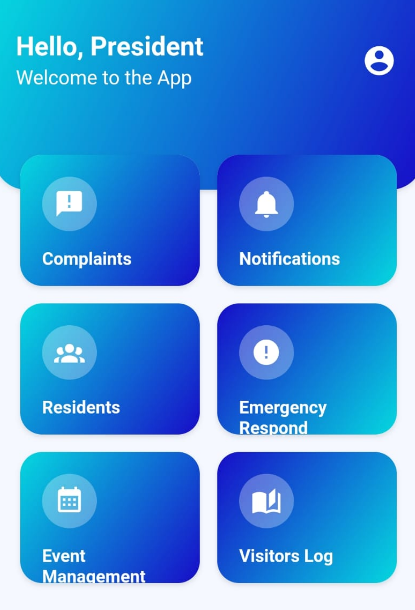 Hello, President
Welcome to the App
Complaints
Notifications
Residents
Emergency
Respond
Event
Management
Visitors Log